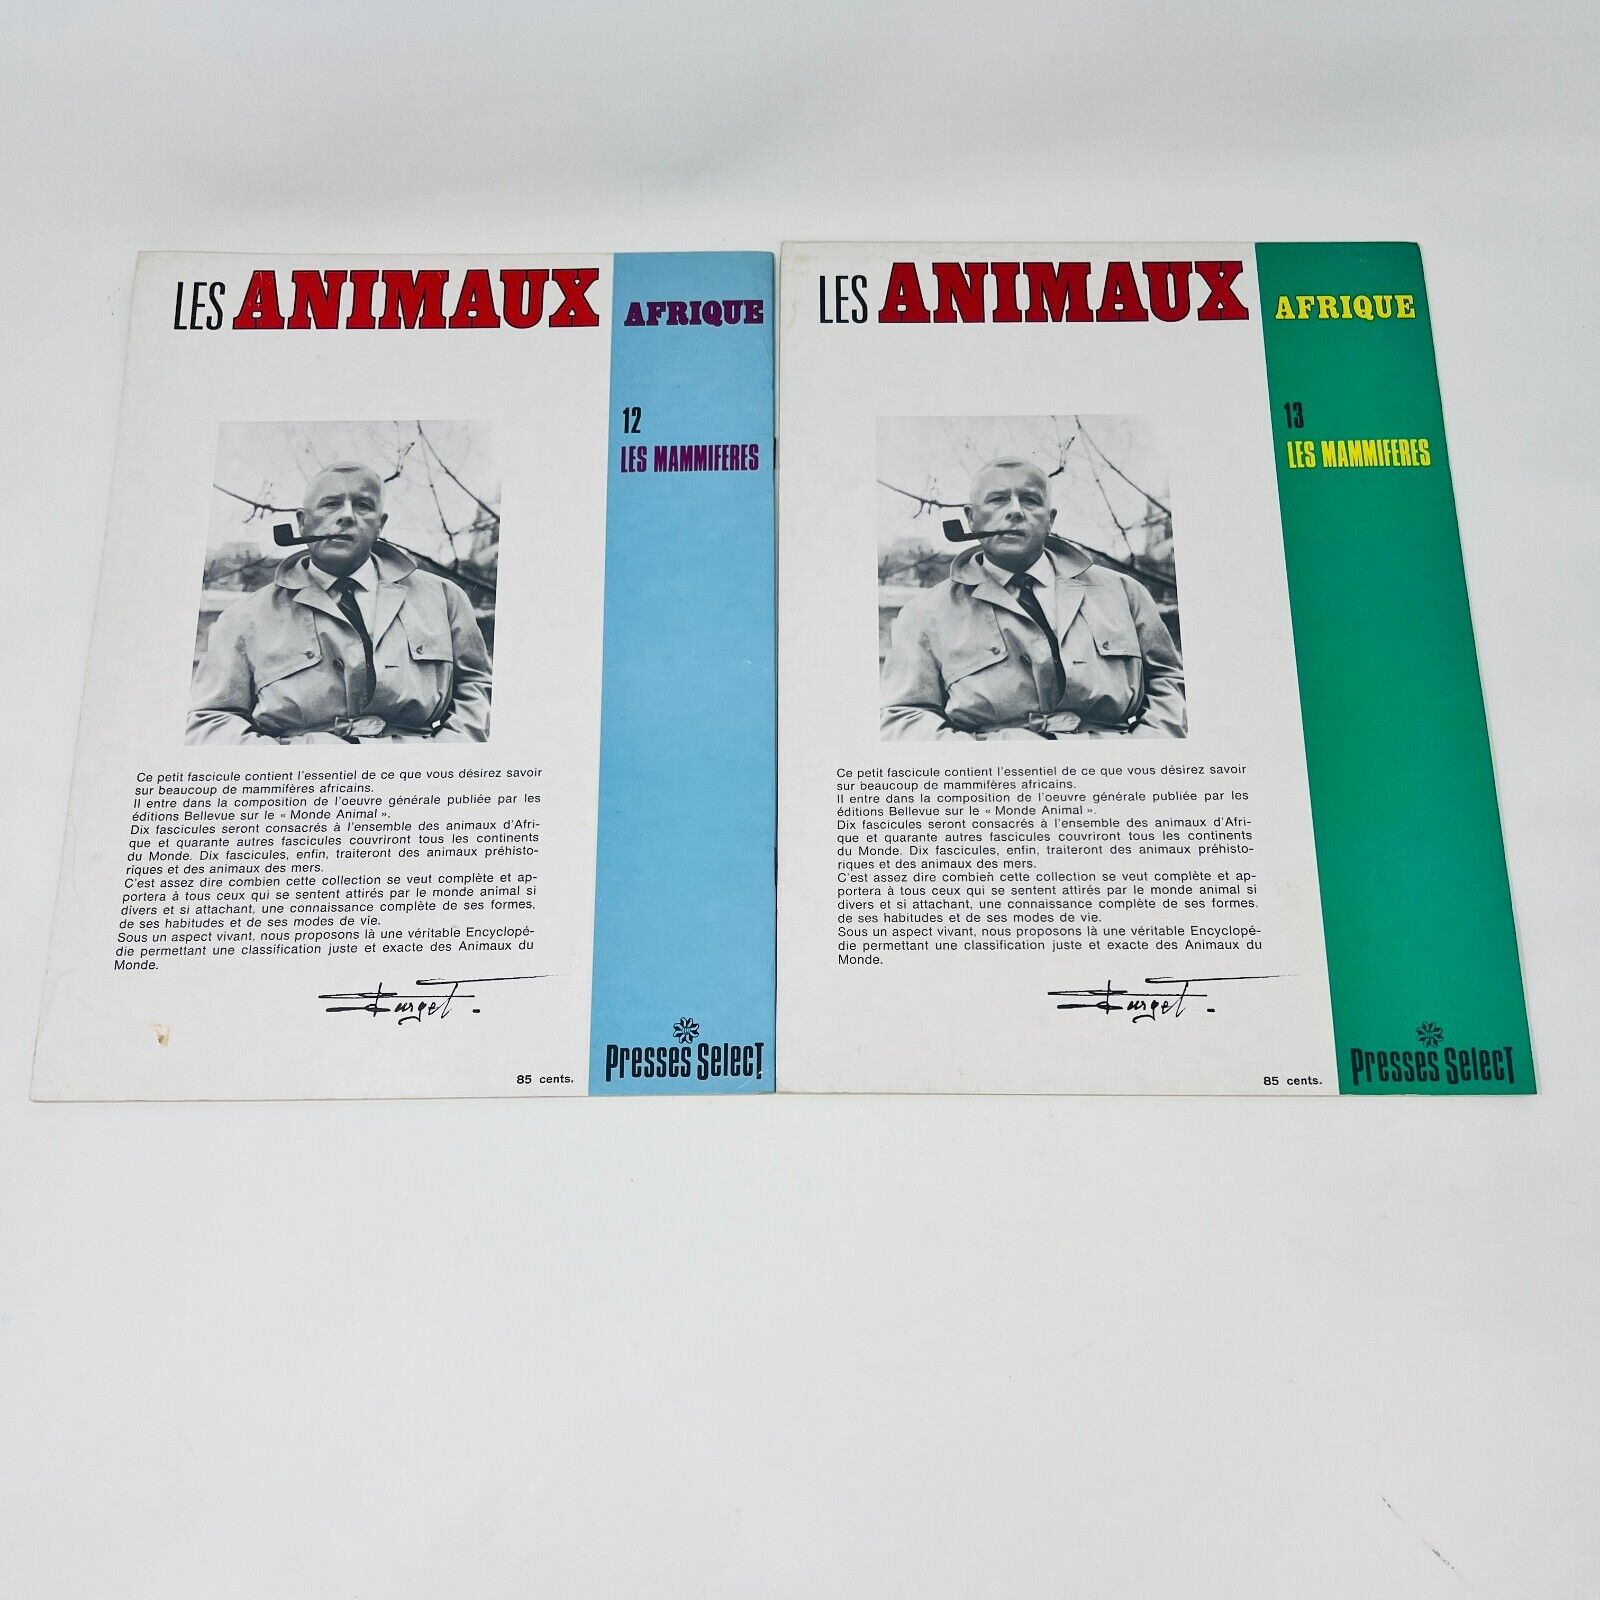 LES ANIMAUX
AFRIQUE
12
LES MAMMIFERES
Ce petit fascicule contient l'essentiel de ce que vous désirez savoir
sur beaucoup de mammifères africains.
Il entre dans la composition de l'oeuvre générale publiée par les
éditions Bellevue sur le « Monde Animal ».
Dix fascicules seront consacrés à l'ensemble des animaux d'Afri-
que et quarante autres fascicules couvriront tous les continents
du Monde. Dix fascicules, enfin, traiteront des animaux préhisto-
riques et des animaux des mers.
C'est assez dire combien cette collection se veut complète et ap-
portera à tous ceux qui se sentent attirés par le monde animal si
divers et si attachant, une connaissance complète de ses formes,
de ses habitudes et de ses modes de vie.
Sous un aspect vivant, nous proposons là une véritable Encyclopé-
die permettant une classification juste et exacte des Animaux du
Monde.
85 cents.
Presses Select
LES ANIMAUX
AFRIQUE
13
LES MAMMIFERES
Ce petit fascicule contient l'essentiel de ce que vous désirez savoir
sur beaucoup de mammifères africains.
Il entre dans la composition de l'oeuvre générale publiée par les
éditions Bellevue sur le « Monde Animal ».
Dix fascicules seront consacrés à l'ensemble des animaux d'Afri-
que et quarante autres fascicules couvriront tous les continents
du Monde. Dix fascicules, enfin, traiteront des animaux préhisto-
riques et des animaux des mers.
C'est assez dire combien cette collection se veut complète et ap-
portera à tous ceux qui se sentent attirés par le monde animal si
divers et si attachant, une connaissance complète de ses formes.
de ses habitudes et de ses modes de vie.
Sous un aspect vivant, nous proposons là une véritable Encyclopé-
die permettant une classification juste et exacte des Animaux du
Monde.
85 cents.
Presses Select